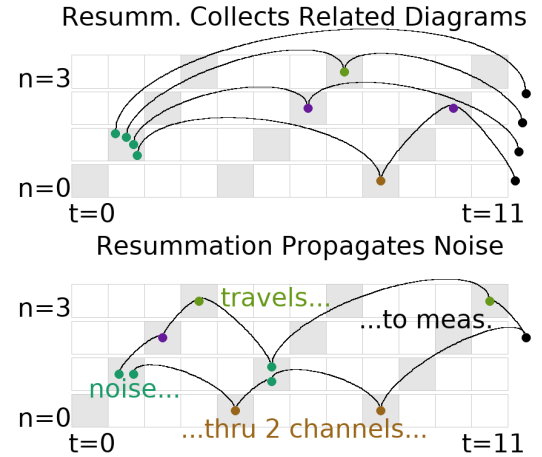 Resumm. Collects Related Diagrams
n=3
n=0
t=0 t=11
Resummation Propagates Noise
n=3
travels...
...to meas.
noise...
n=0
...thru 2 channels...
t=0 t=11